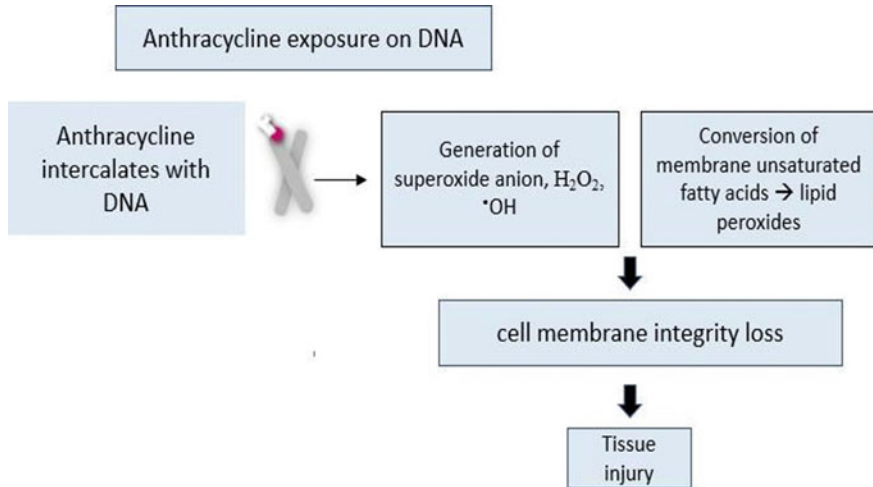 Anthracycline exposure on DNA
Anthracycline
intercalates with
DNA
Generation of
superoxide anion, H₂O₂,
•OH
Conversion of
membrane unsaturated
fatty acids → lipid
peroxides
cell membrane integrity loss
Tissue
injury